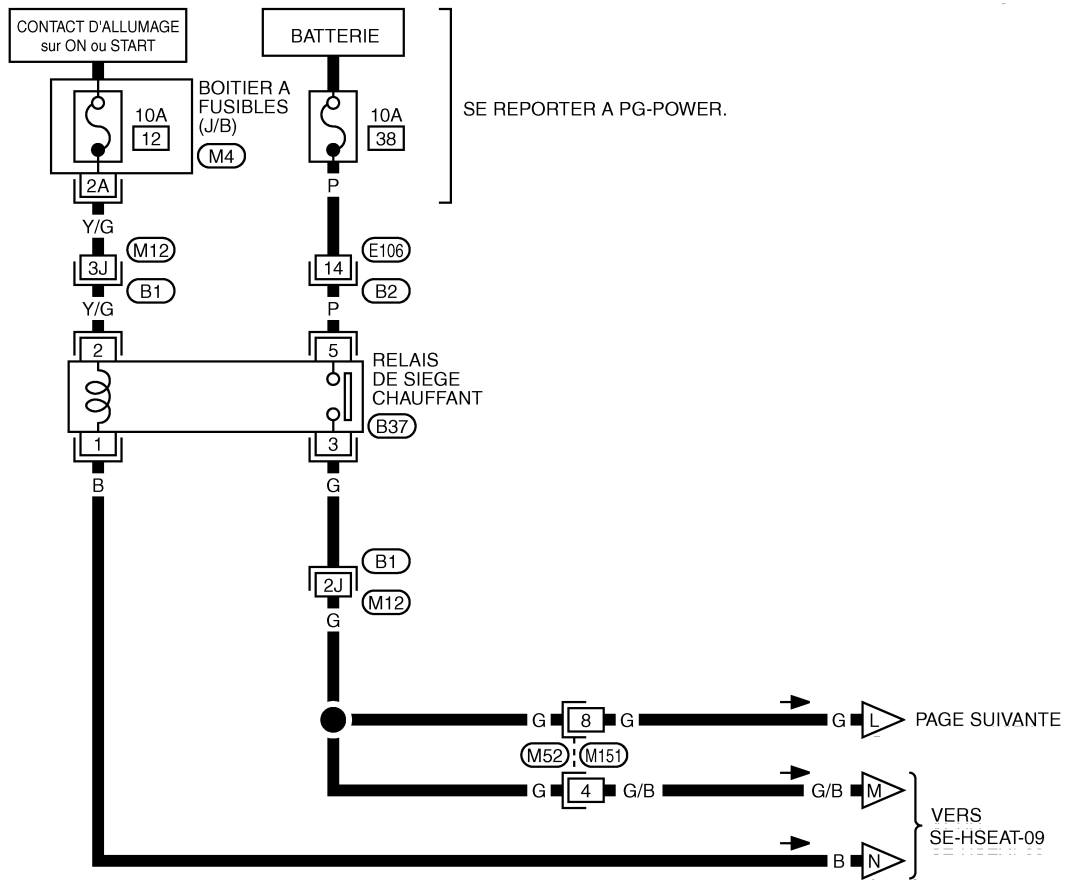 CONTACT D'ALLUMAGE
sur ON ou START
BATTERIE
BOITIER A
FUSIBLES
(J/B)
M4
10A
12
10A
38
SE REPORTER A PG-POWER.
2A
P
Y/G
M12
3J
B1
E106
14
B2
Y/G
P
2
5
RELAIS
DE SIEGE
CHAUFFANT
B37
1
3
B
G
B1
2J
M12
G
G
8
G
G
L
PAGE SUIVANTE
M52
M151
G
4
G/B
G/B
M
VERS
SE-HSEAT-09
B
N